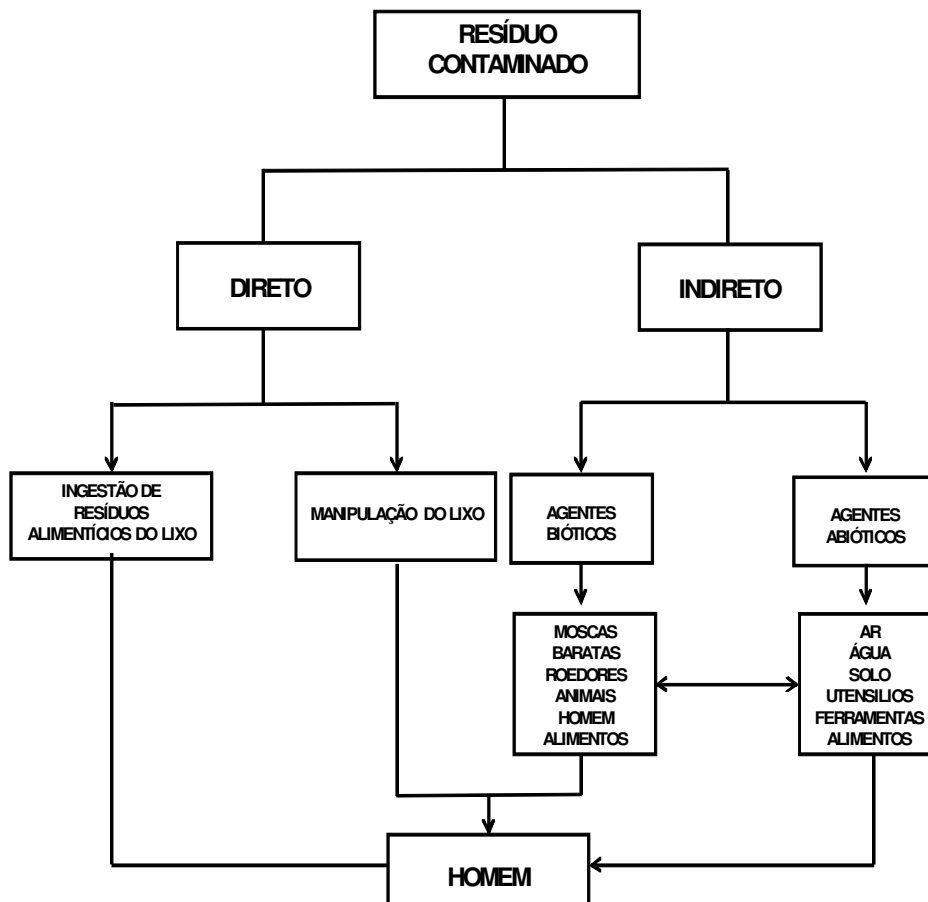 RESÍDUO
CONTAMINADO
DIRETO
INDIRETO
INGESTÃO DE
RESÍDUOS
ALIMENTÍCIOS DO LIXO
MANIPULAÇÃO DO LIXO
AGENTES
BIÓTICOS
AGENTES
ABIÓTICOS
MOSCAS
BARATAS
ROEDORES
ANIMAIS
HOMEM
ALIMENTOS
AR
ÁGUA
SOLO
UTENSILIOS
FERRAMENTAS
ALIMENTOS
HOMEM